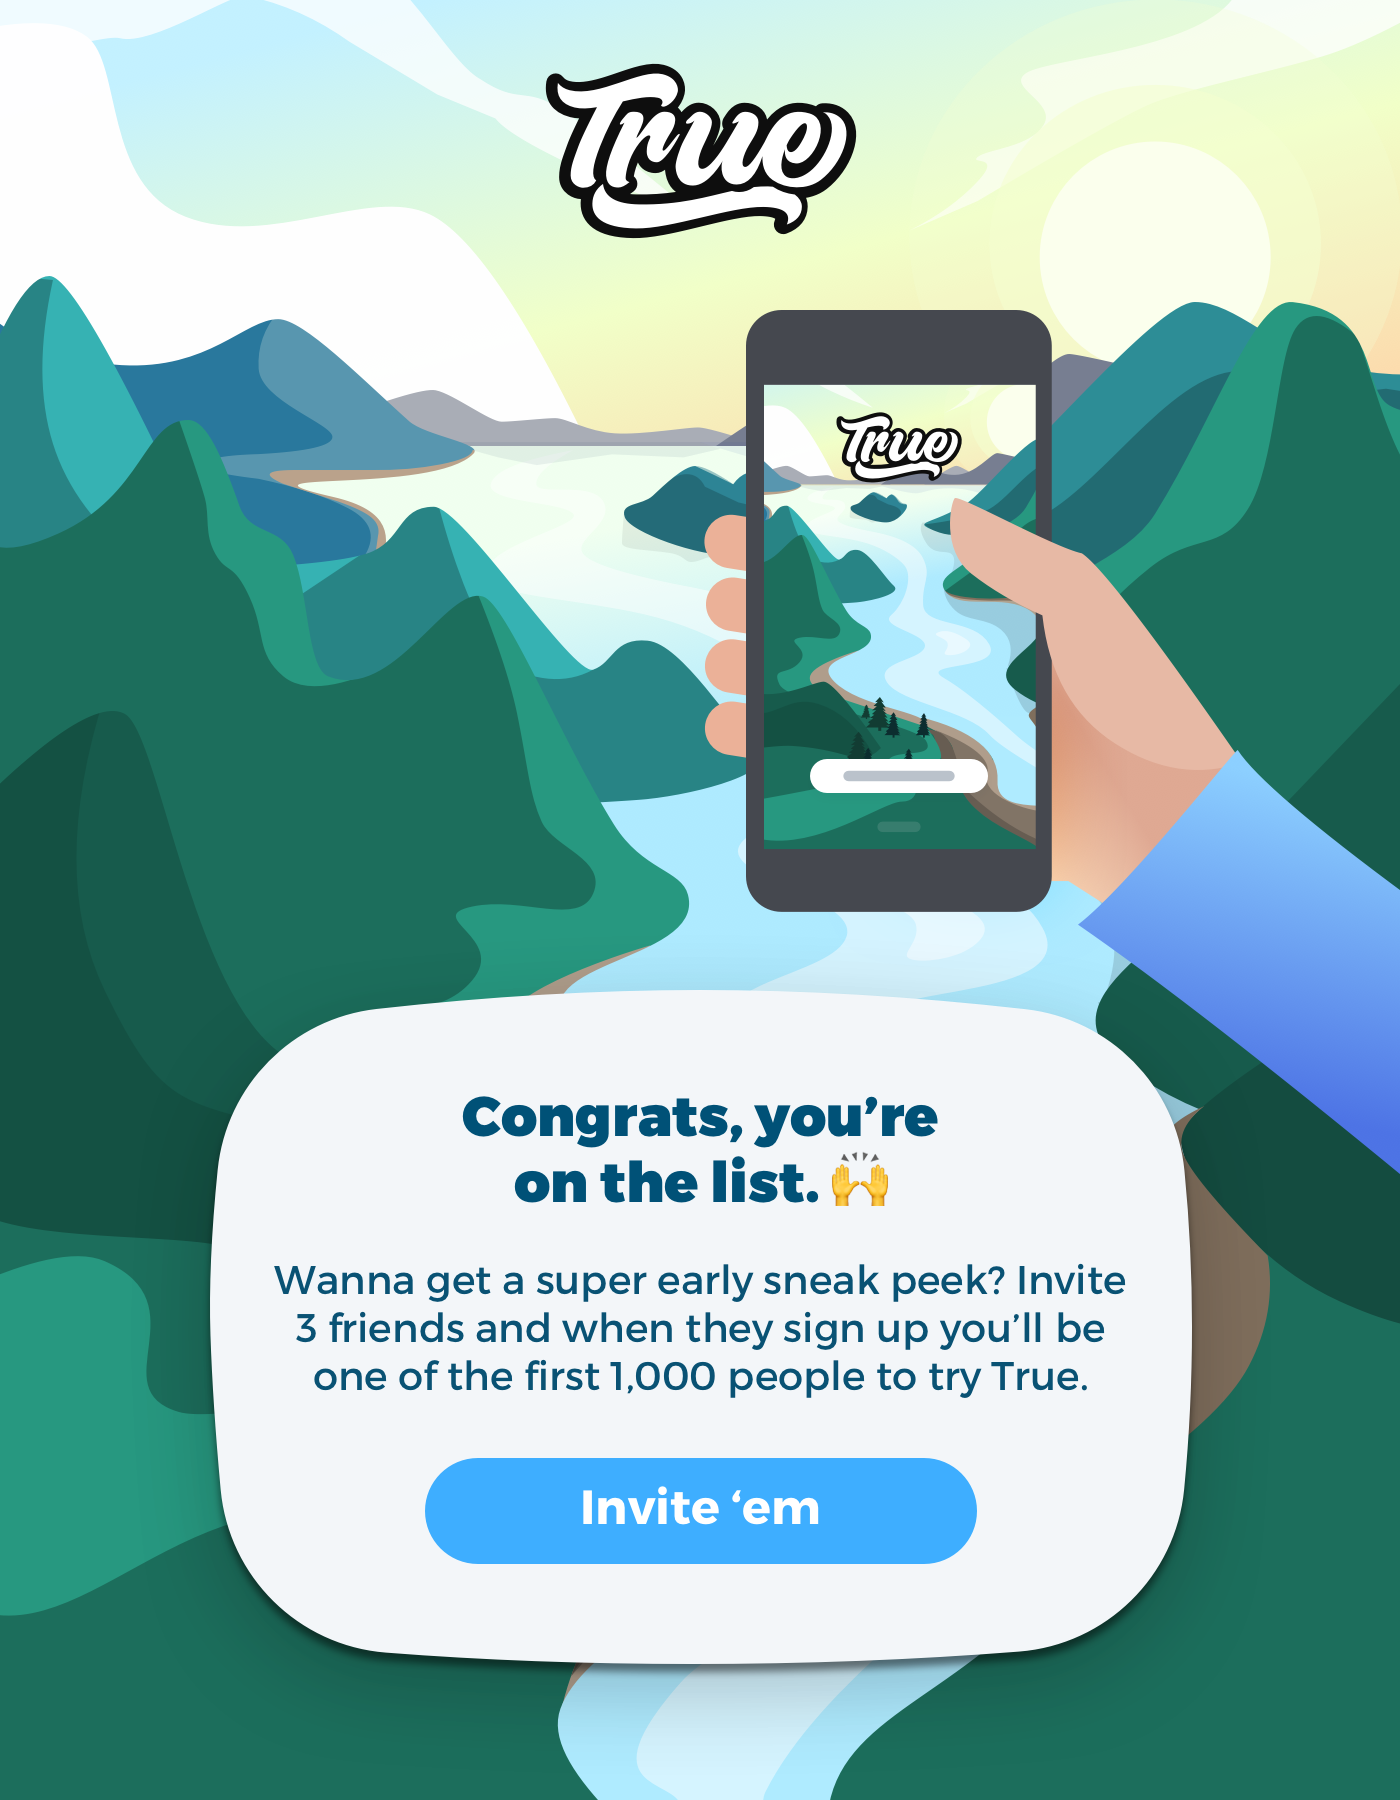 True
True
Congrats, you’re
on the list. 🙌
Wanna get a super early sneak peek? Invite
3 friends and when they sign up you’ll be
one of the first 1,000 people to try True.
Invite ‘em